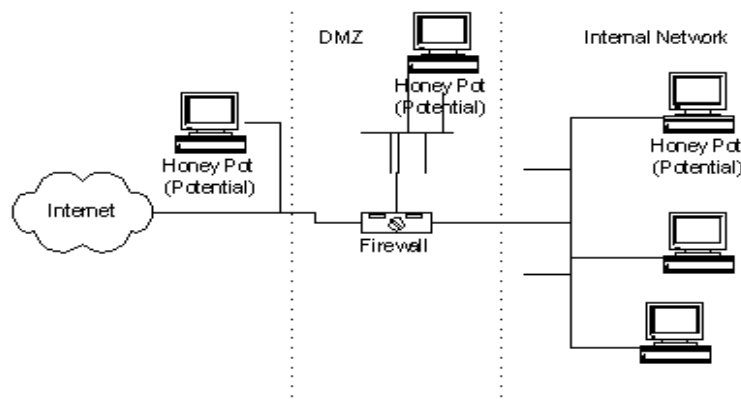 DMZ
Internal Network
Honey Pot
(Potential)
Honey Pot
(Potential)
Honey Pot
(Potential)
Internet
Firewall